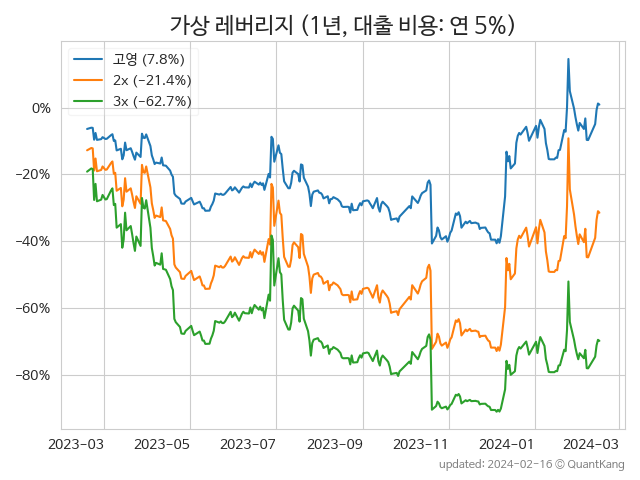 가상 레버리지 (1년, 대출 비용: 연 5%)
고영 (7.8%)
2x (−21.4%)
3x (−62.7%)
0%
−20%
−40%
−60%
−80%
2023-03 2023-05 2023-07 2023-09 2023-11 2024-01 2024-03
updated: 2024-02-16 © QuantKang